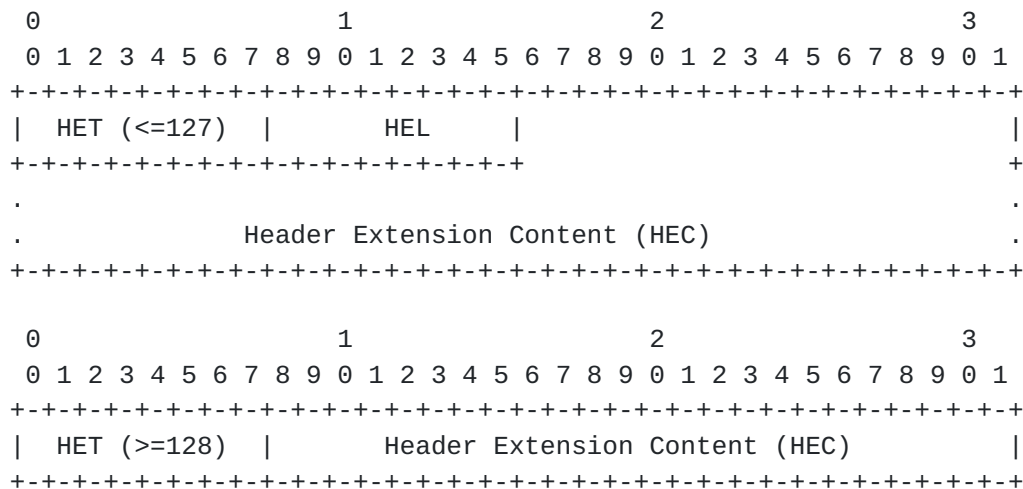 0                   1                   2                   3
 0 1 2 3 4 5 6 7 8 9 0 1 2 3 4 5 6 7 8 9 0 1 2 3 4 5 6 7 8 9 0 1
+-+-+-+-+-+-+-+-+-+-+-+-+-+-+-+-+-+-+-+-+-+-+-+-+-+-+-+-+-+-+-+-+
|  HET (<=127)  |       HEL     |                               |
+-+-+-+-+-+-+-+-+-+-+-+-+-+-+-+-+                               +
.                                                               .
.              Header Extension Content (HEC)                   .
+-+-+-+-+-+-+-+-+-+-+-+-+-+-+-+-+-+-+-+-+-+-+-+-+-+-+-+-+-+-+-+-+

 0                   1                   2                   3
 0 1 2 3 4 5 6 7 8 9 0 1 2 3 4 5 6 7 8 9 0 1 2 3 4 5 6 7 8 9 0 1
+-+-+-+-+-+-+-+-+-+-+-+-+-+-+-+-+-+-+-+-+-+-+-+-+-+-+-+-+-+-+-+-+
|  HET (>=128)  |       Header Extension Content (HEC)          |
+-+-+-+-+-+-+-+-+-+-+-+-+-+-+-+-+-+-+-+-+-+-+-+-+-+-+-+-+-+-+-+-+